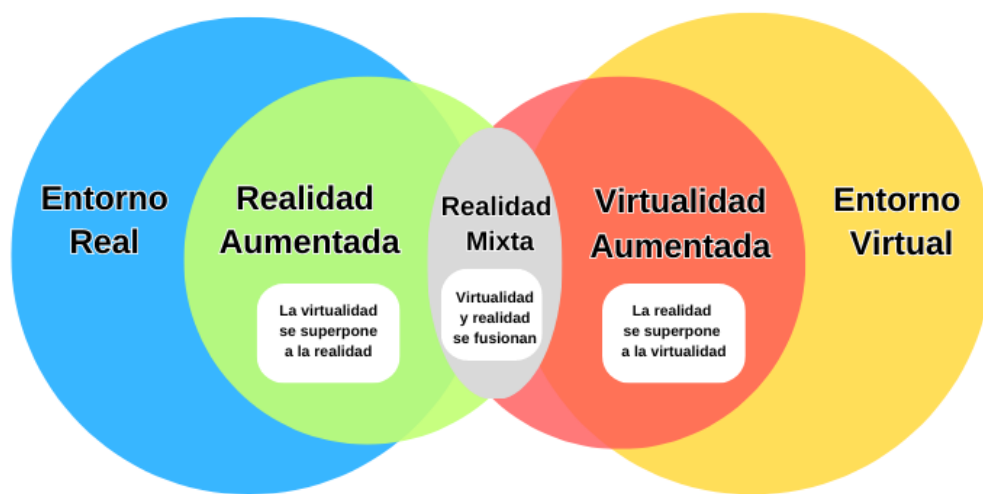 Entorno
Real
Realidad
Aumentada
La virtualidad
se superpone
a la realidad
Realidad
Mixta
Virtualidad
y realidad
se fusionan
Virtualidad
Aumentada
La realidad
se superpone
a la virtualidad
Entorno
Virtual